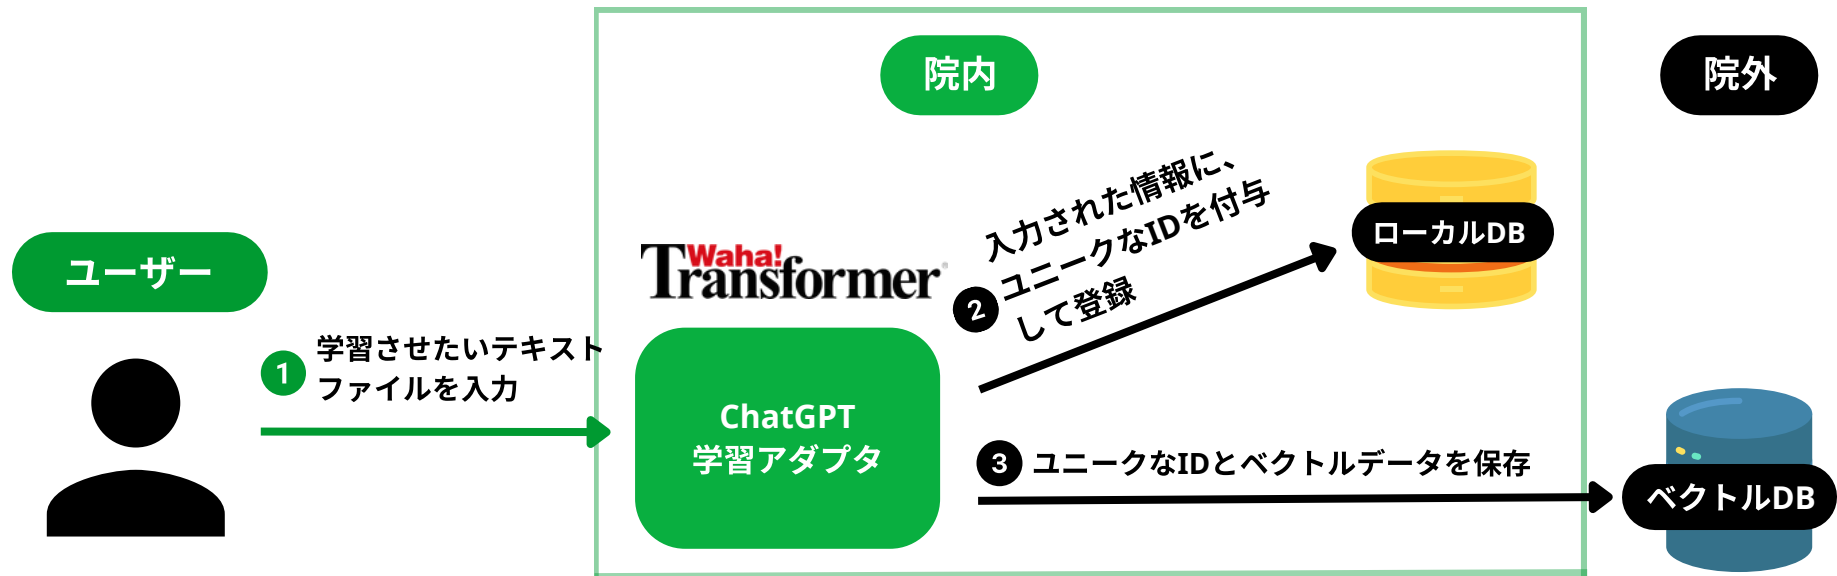 院内
院外
ユーザー
1
学習させたいテキスト
ファイルを入力
Waha!
Transformer®
ChatGPT
学習アダプタ
2
入力された情報に、
ユニークなIDを付与
して登録
ローカルDB
3
ユニークなIDとベクトルデータを保存
ベクトルDB